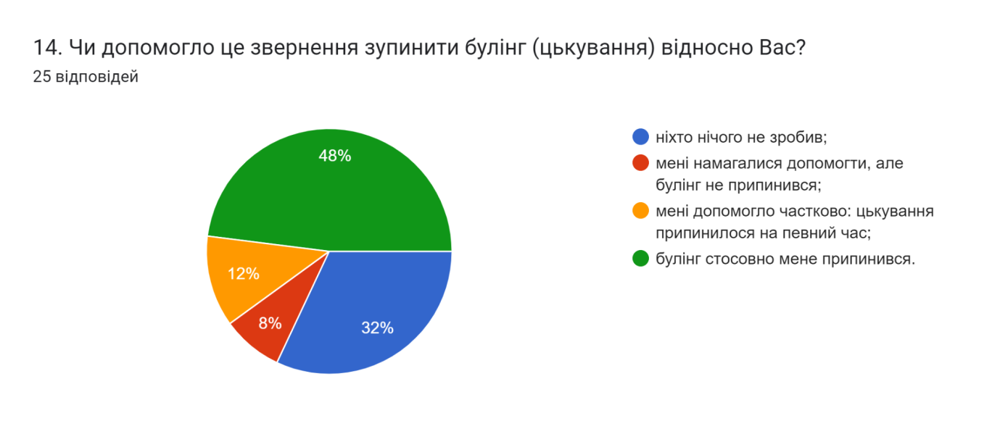 14. Чи допомогло це звернення зупинити булінг (цькування) відносно Вас?
25 відповідей
48%
12%
8%
32%
ніхто нічого не зробив;
мені намагалися допомогти, але
булінг не припинився;
мені допомогло частково: цькування
припинилося на певний час;
булінг стосовно мене припинився.